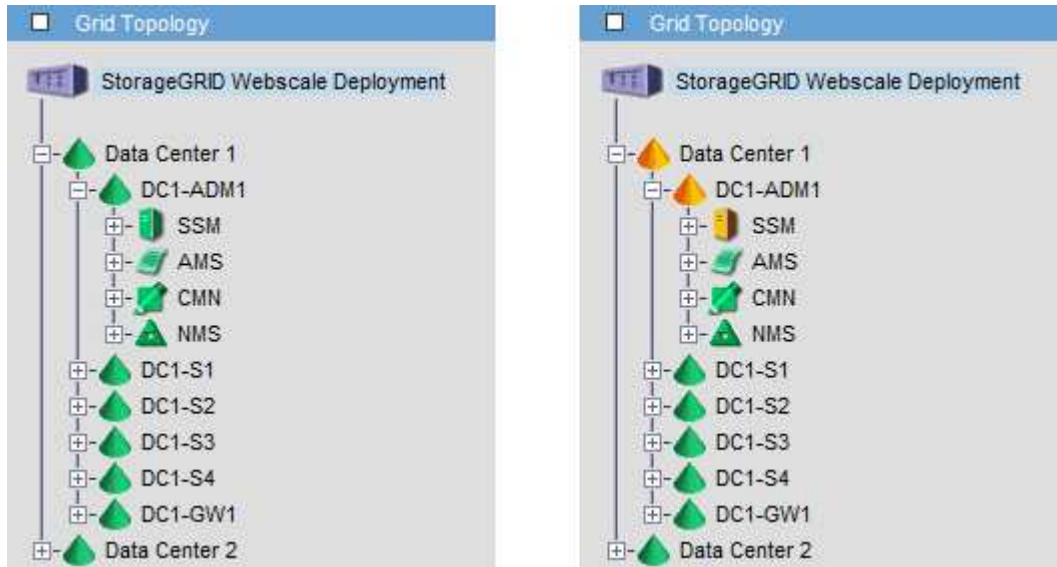 Grid Topology
StorageGRID Webscale Deployment
Data Center 1
DC1-ADM1
SSM
AMS
CMN
NMS
DC1-S1
DC1-S2
DC1-S3
DC1-S4
DC1-GW1
Data Center 2
Grid Topology
StorageGRID Webscale Deployment
Data Center 1
DC1-ADM1
SSM
AMS
CMN
NMS
DC1-S1
DC1-S2
DC1-S3
DC1-S4
DC1-GW1
Data Center 2